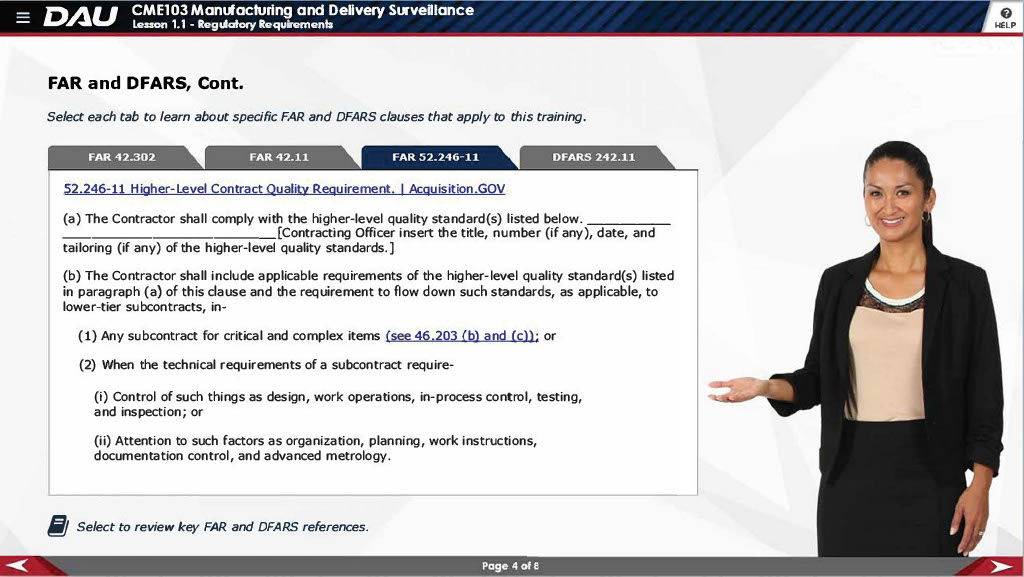 DAU
CME103 Manufacturing and Delivery Surveillance
Lesson 1.1 - Regulatory Requirements
HELP
FAR and DFARS, Cont.
Select each tab to learn about specific FAR and DFARS clauses that apply to this training.
FAR 42.302
FAR 42.11
FAR 52.246-11
DFARS 242.11
52.246-11 Higher-Level Contract Quality Requirement. | Acquisition.GOV
(a) The Contractor shall comply with the higher-level quality standard(s) listed below. ____________
______________________________[Contracting Officer insert the title, number (if any), date, and
tailoring (if any) of the higher-level quality standards.]
(b) The Contractor shall include applicable requirements of the higher-level quality standard(s) listed
in paragraph (a) of this clause and the requirement to flow down such standards, as applicable, to
lower-tier subcontracts, in-
(1) Any subcontract for critical and complex items (see 46.203 (b) and (c)); or
(2) When the technical requirements of a subcontract require-
(i) Control of such things as design, work operations, in-process control, testing,
and inspection; or
(ii) Attention to such factors as organization, planning, work instructions,
documentation control, and advanced metrology.
Select to review key FAR and DFARS references.
Page 4 of 8